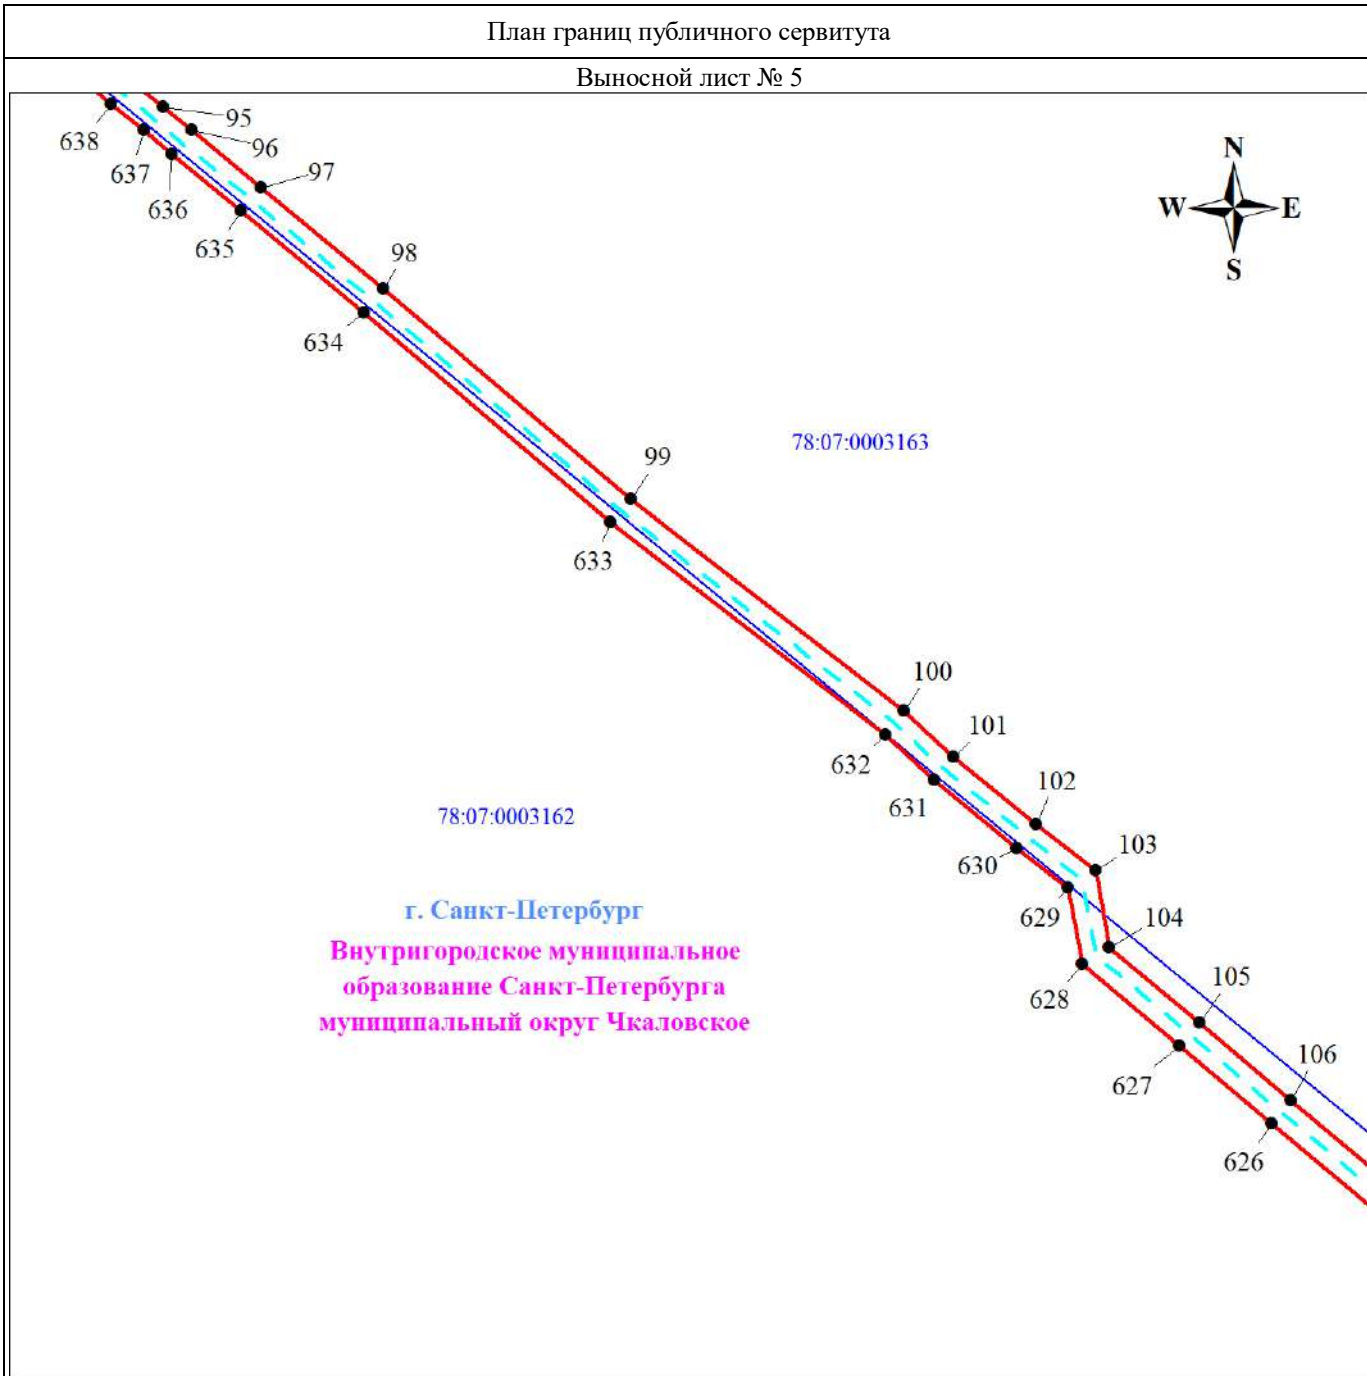 План границ публичного сервитута
Выносной лист № 5
638
95
637
96
636
97
635
98
634
N
W
E
S
99
633
78:07:0003163
100
632
101
631
102
630
103
629
104
628
105
627
106
626
78:07:0003162
г. Санкт-Петербург
Внутригородское муниципальное
образование Санкт-Петербурга
муниципальный округ Чкаловское